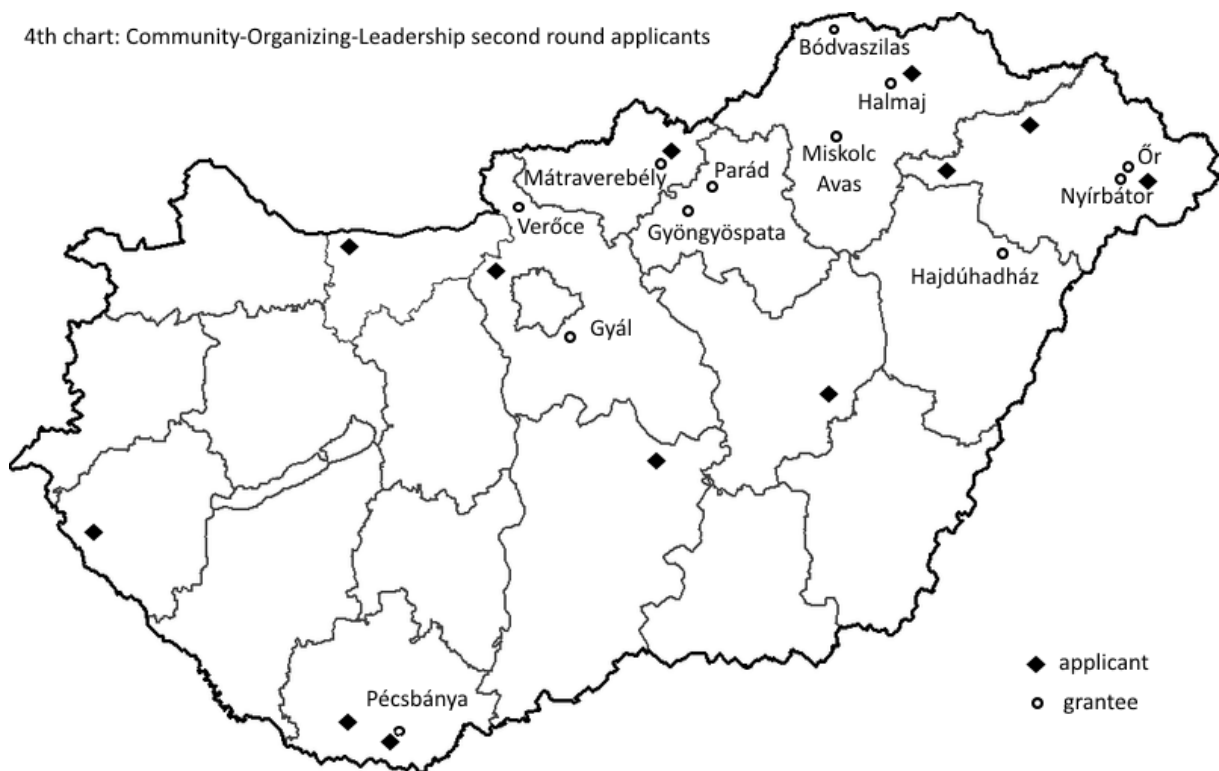 4th chart: Community-Organizing-Leadership second round applicants
Bódvaszilas
Halmaj
Miskolc
Avas
Őr
Nyírbátor
Mátraverebély
Parád
Verőce
Gyöngyöspata
Hajdúhadház
Gyál
Pécsbánya
applicant
grantee